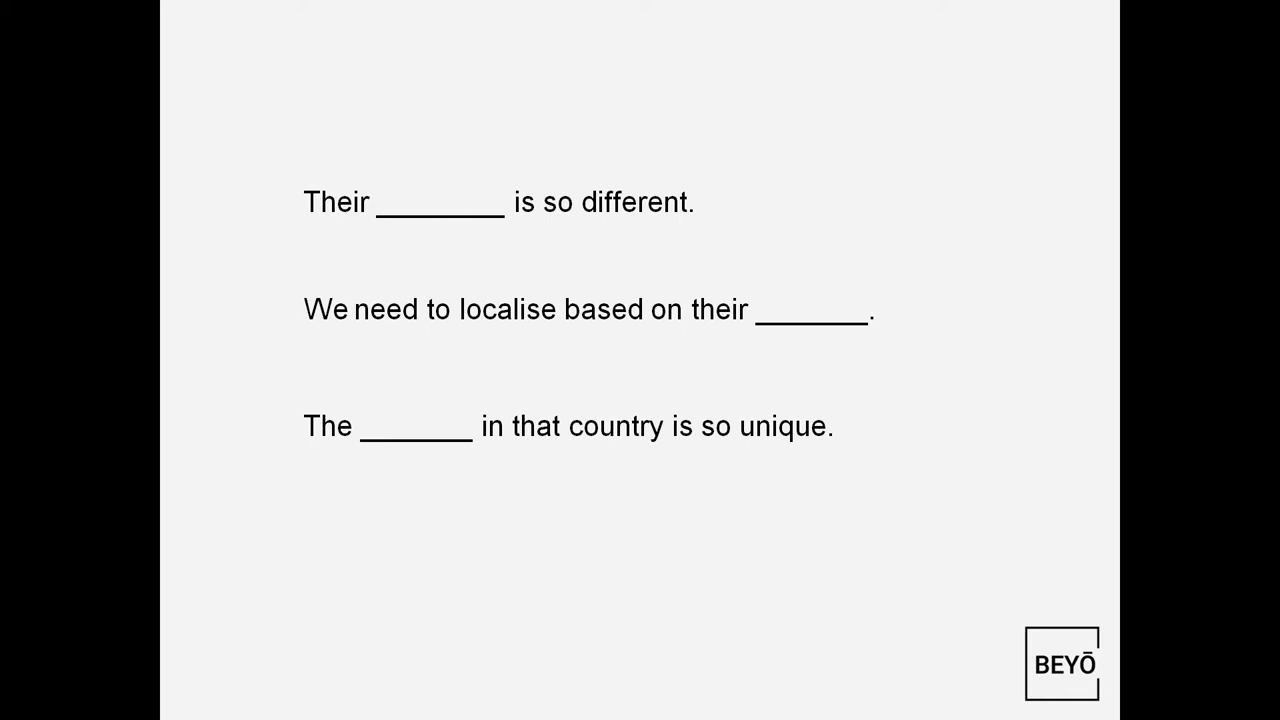 Their ________ is so different.
We need to localise based on their _______.
The _______ in that country is so unique.
BEYŌ